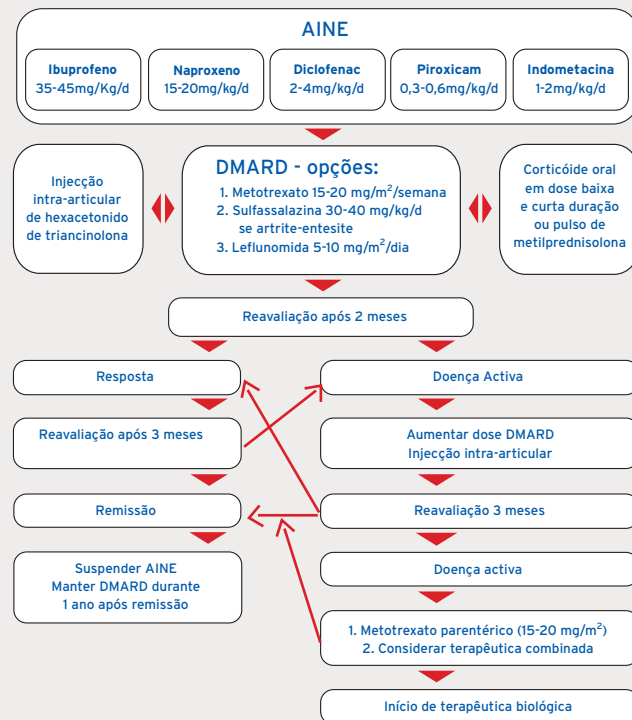 AINE
Ibuprofeno
35-45mg/Kg/d
Naproxeno
15-20mg/kg/d
Diclofenac
2-4mg/kg/d
Piroxicam
0,3-0,6mg/kg/d
Indometacina
1-2mg/kg/d
Injecção
intra-articular
de hexacetonido
de triancinolona
DMARD - opções:
1. Metotrexato 15-20 mg/m²/semana
2. Sulfassalazina 30-40 mg/kg/d
se artrite-entesite
3. Leflunomida 5-10 mg/m²/dia
Corticóide oral
em dose baixa
e curta duração
ou pulso de
metilprednisolona
Reavaliação após 2 meses
Resposta
Doença Activa
Reavaliação após 3 meses
Aumentar dose DMARD
Injecção intra-articular
Remissão
Reavaliação 3 meses
Suspender AINE
Manter DMARD durante
1 ano após remissão
Doença activa
1. Metotrexato parentérico (15-20 mg/m²)
2. Considerar terapêutica combinada
Início de terapêutica biológica